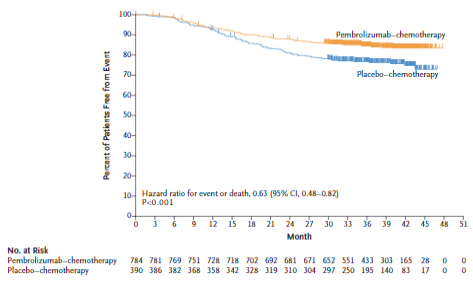 Percent of Patients Free from Event
100
90
80
70
60
50
40
30
20
10
0
Pembrolizumab–chemotherapy
Placebo–chemotherapy
Hazard ratio for event or death, 0.63 (95% CI, 0.48–0.82)
P<0.001
0 3 6 9 12 15 18 21 24 27 30 33 36 39 42 45 48 51
Month
No. at Risk
Pembrolizumab–chemotherapy 784 781 769 751 728 718 702 692 681 671 652 551 433 303 165 28 0 0
Placebo–chemotherapy 390 386 382 368 358 342 328 319 310 304 297 250 195 140 83 17 0 0